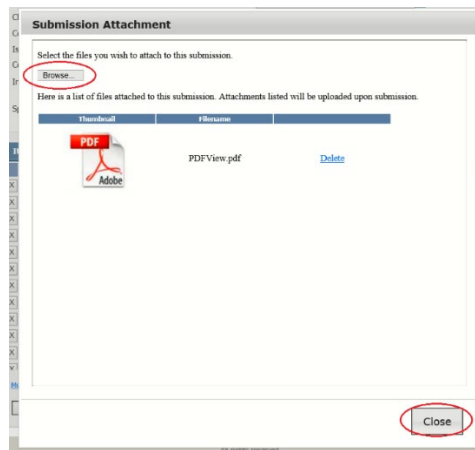 Submission Attachment
Select the files you wish to attach to this submission.
Browse...
Here is a list of files attached to this submission. Attachments listed will be uploaded upon submission.
Thumbnail Filename
PDF
Adobe
PDFView.pdf Delete
Close